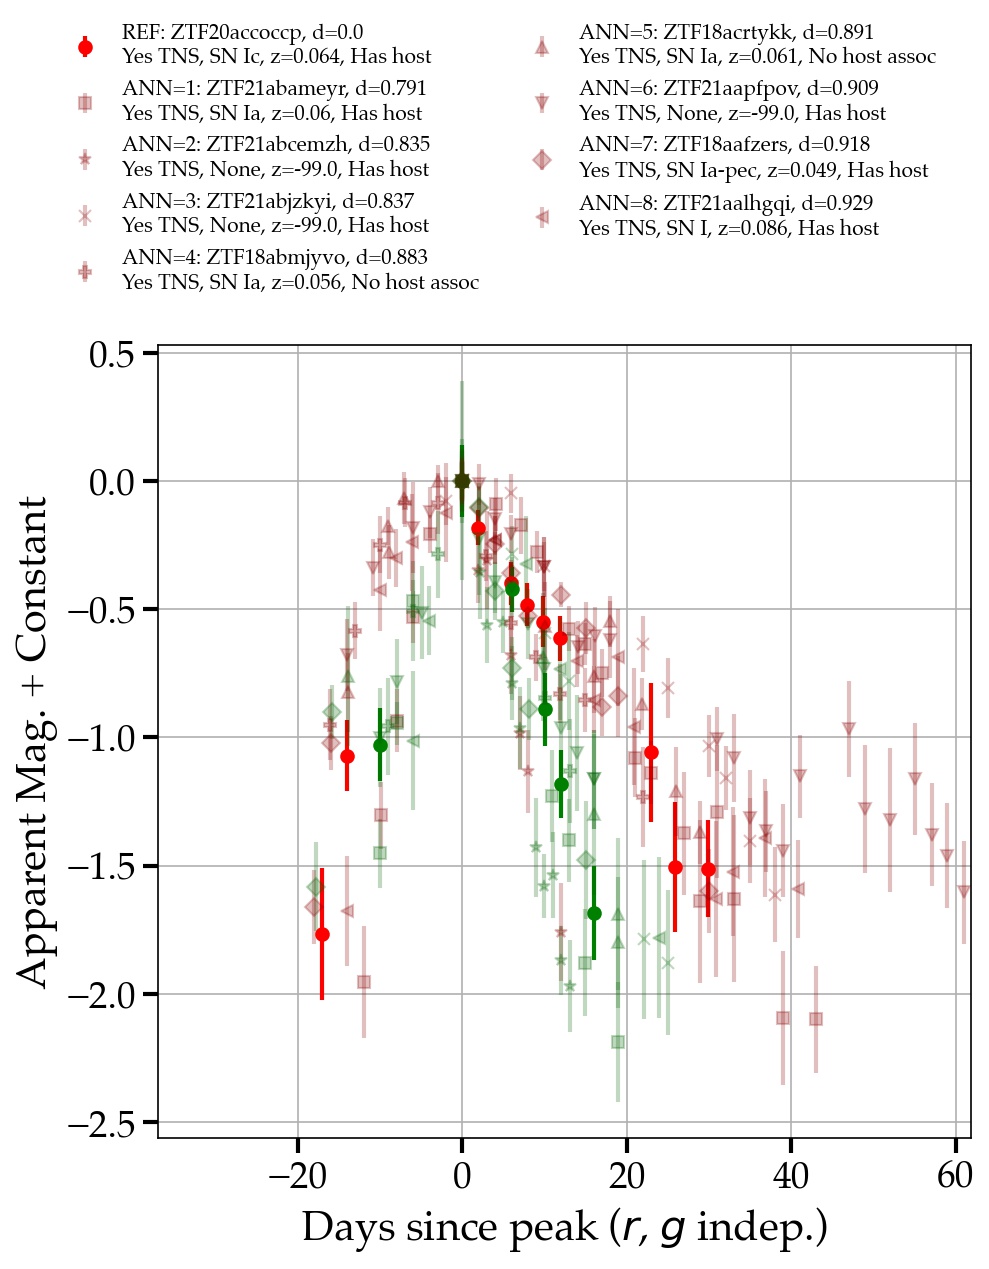 REF: ZTF20accoccp, d=0.0
Yes TNS, SN Ic, z=0.064, Has host
ANN=1: ZTF21abameyr, d=0.791
Yes TNS, SN Ia, z=0.06, Has host
ANN=2: ZTF21abcemzh, d=0.835
Yes TNS, None, z=-99.0, Has host
ANN=3: ZTF21abjzkyi, d=0.837
Yes TNS, None, z=-99.0, Has host
ANN=4: ZTF18abmjyvo, d=0.883
Yes TNS, SN Ia, z=0.056, No host assoc
ANN=5: ZTF18acrtykk, d=0.891
Yes TNS, SN Ia, z=0.061, No host assoc
ANN=6: ZTF21aapfpov, d=0.909
Yes TNS, None, z=-99.0, Has host
ANN=7: ZTF18aafzers, d=0.918
Yes TNS, SN Ia-pec, z=0.049, Has host
ANN=8: ZTF21aalhgqi, d=0.929
Yes TNS, SN I, z=0.086, Has host
Apparent Mag. + Constant
0.5
0.0
−0.5
−1.0
−1.5
−2.0
−2.5
−20 0 20 40 60
Days since peak (r, g indep.)